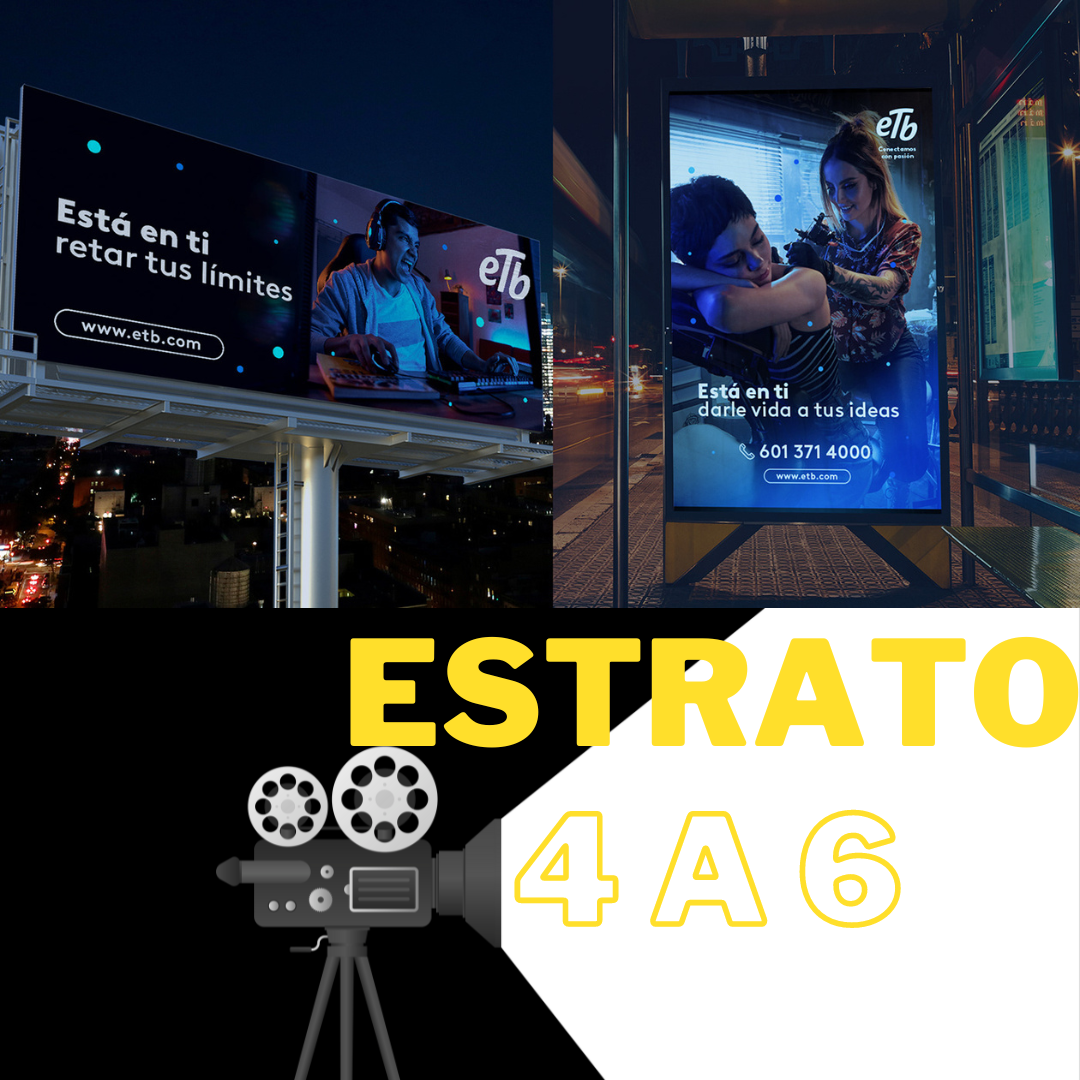 Está en ti
retar tus límites
www.etb.com
eTb
eTb
Conectamos
con pasión
Está en ti
darle vida a tus ideas
601 371 4000
www.etb.com
ESTRATO
4 A 6